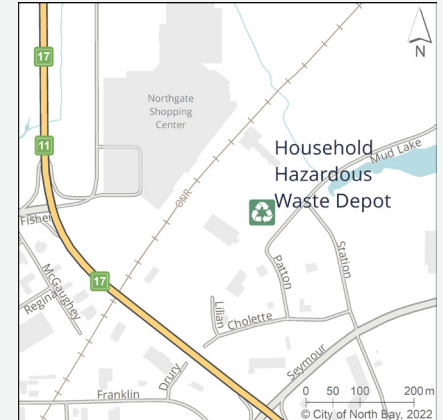 17
N
Northgate
Shopping
Center
11
Household
Hazardous
Waste Depot
Mud Lake
ONR
Fisher
McGaughey
Regina
17
Patton
Station
Lilian
Cholette
Seymour
Drury
Franklin
0 50 100 200 m
© City of North Bay, 2022